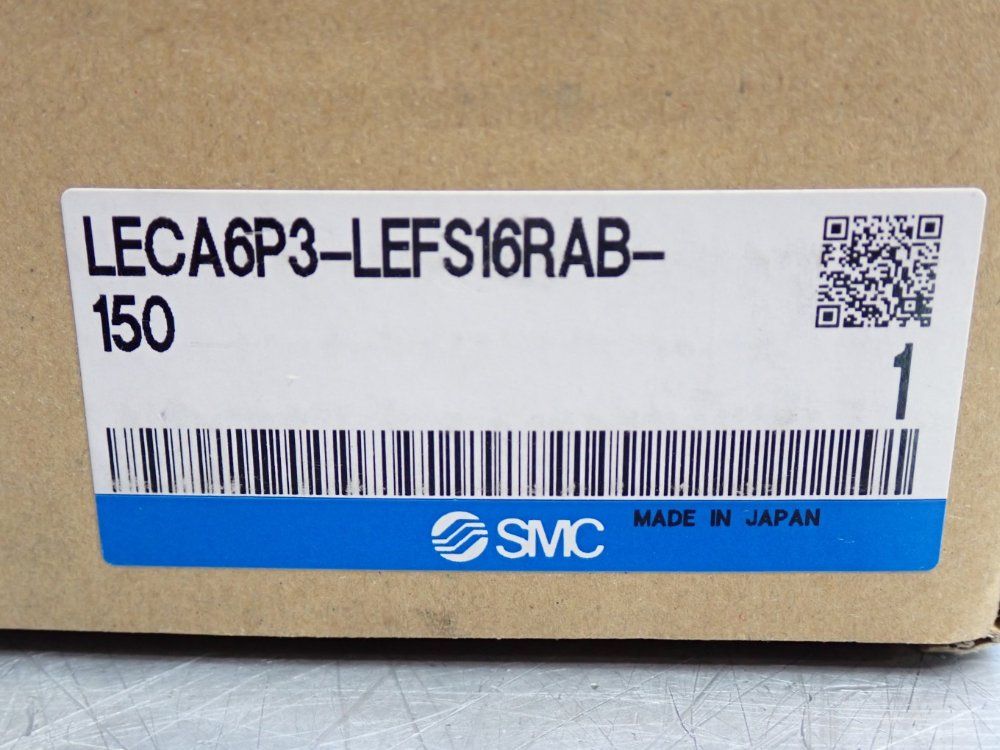 LECA6P3-LEFS16RAB-
150
1
SMC
MADE IN JAPAN